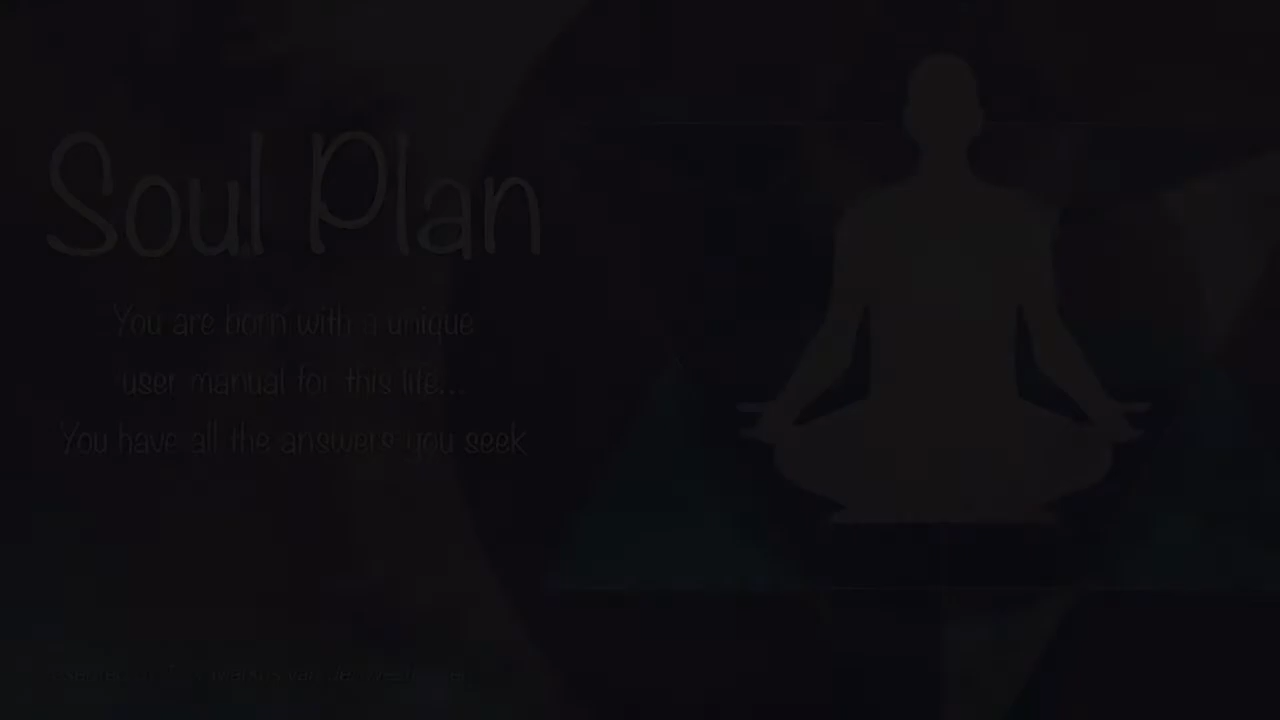 Soul Plan
You are born with a unique
user manual for this life...
You have all the answers you seek